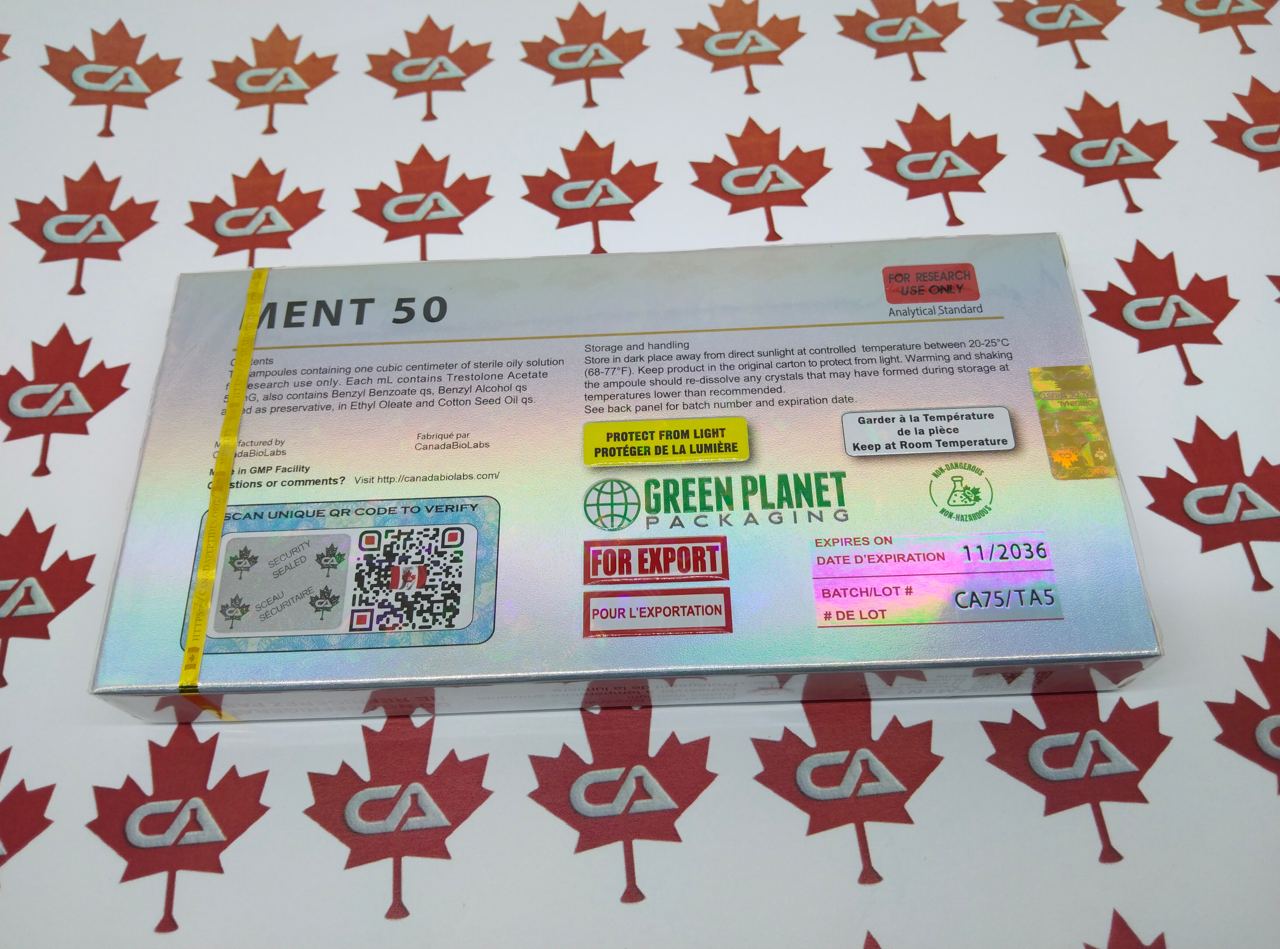 MENT 50
FOR RESEARCH
USE ONLY
Analytical Standard
ampoules containing one cubic centimeter of sterile oily solution
research use only. Each mL contains Trestolone Acetate
also contains Benzyl Benzoate qs, Benzyl Alcohol qs
as preservative, in Ethyl Oleate and Cotton Seed Oil qs.
Manufactured by
CanadaBioLabs
Fabriqué par
CanadaBioLabs
Made in GMP Facility
Questions or comments? Visit http://canadabiolabs.com/
SCAN UNIQUE QR CODE TO VERIFY
SECURITY
SEALED
SCEAU
SÉCURITAIRE
Storage and handling
Store in dark place away from direct sunlight at controlled temperature between 20-25°C
(68-77°F). Keep product in the original carton to protect from light. Warming and shaking
the ampoule should re-dissolve any crystals that may have formed during storage at
temperatures lower than recommended.
See back panel for batch number and expiration date.
PROTECT FROM LIGHT
PROTÉGER DE LA LUMIÈRE
Garder à la Température
de la pièce
Keep at Room Temperature
GREEN PLANET
PACKAGING
NON-DANGEROUS
NON-HAZARDOUS
FOR EXPORT
POUR L'EXPORTATION
EXPIRES ON
DATE D'EXPIRATION 11/2036
BATCH/LOT #
# DE LOT CA75/TA5